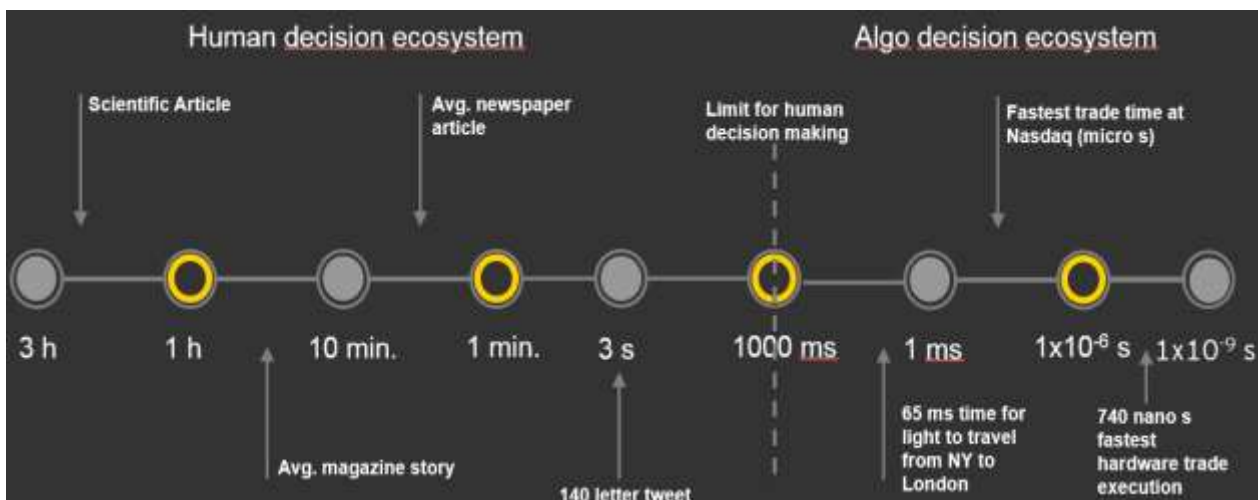 Human decision ecosystem
Algo decision ecosystem
Scientific Article
Avg. newspaper
article
Limit for human
decision making
Fastest trade time at
Nasdaq (micro s)
3 h
1 h
10 min.
1 min.
3 s
1000 ms
1 ms
1x10⁻⁶ s
1x10⁻⁹ s
Avg. magazine story
140 letter tweet
65 ms time for
light to travel
from NY to
London
740 nano s
fastest
hardware trade
execution